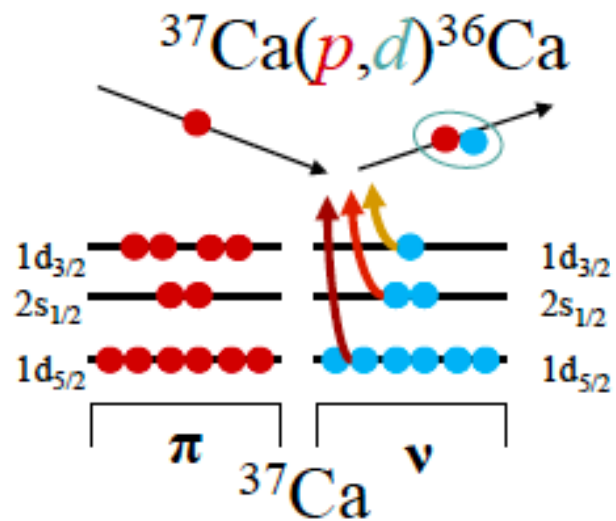 ³⁷Ca(p,d)³⁶Ca
1d₃/₂ 1d₃/₂
2s₁/₂ 2s₁/₂
1d₅/₂ 1d₅/₂
π ν
³⁷Ca